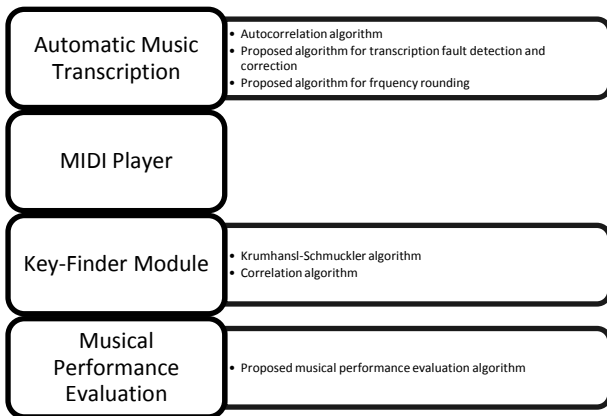 Automatic Music
Transcription
• Autocorrelation algorithm
• Proposed algorithm for transcription fault detection and
correction
• Proposed algorithm for frquency rounding
MIDI Player
Key-Finder Module
• Krumhansl-Schmuckler algorithm
• Correlation algorithm
Musical
Performance
Evaluation
• Proposed musical performance evaluation algorithm